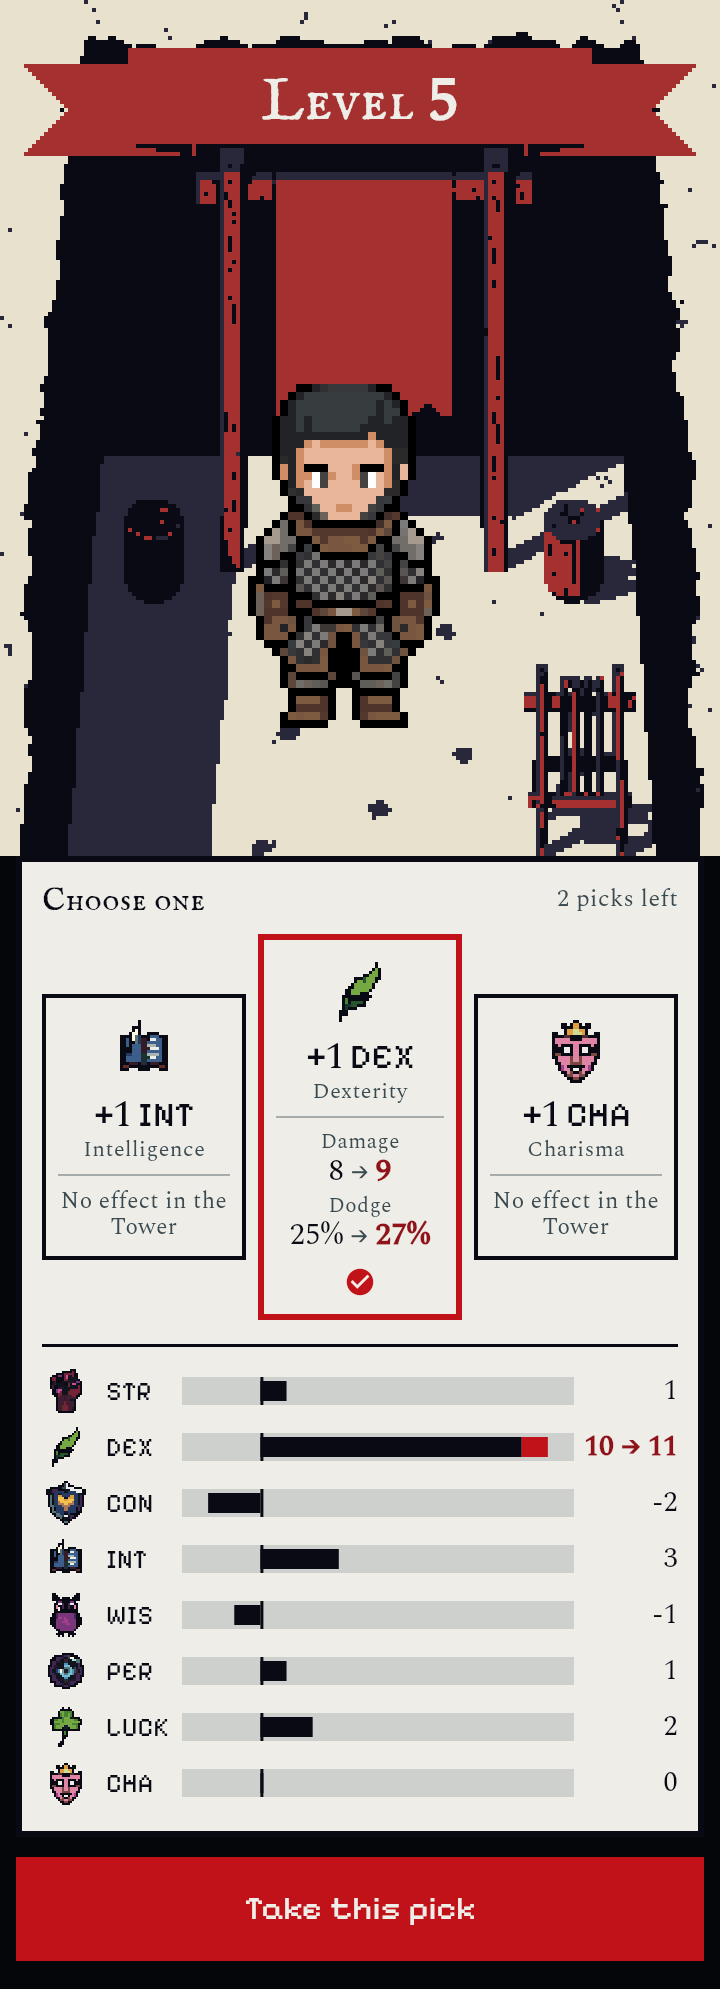 Level 5
Choose one
2 picks left
+1 INT
Intelligence
No effect in the
Tower
+1 DEX
Dexterity
Damage
8 → 9
Dodge
25% → 27%
+1 CHA
Charisma
No effect in the
Tower
STR 1
DEX 10 → 11
CON -2
INT 3
WIS -1
PER 1
LUCK 2
CHA 0
Take this pick